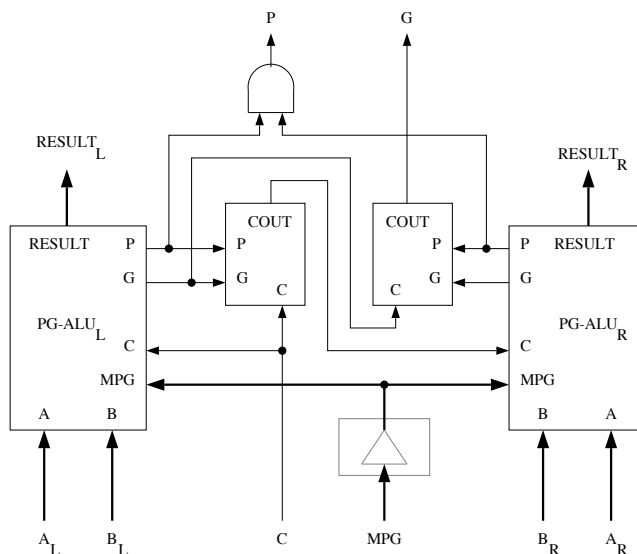 P G
RESULT L RESULT R
COUT COUT
RESULT P P P RESULT
G G G G
C C
PG-ALU L PG-ALU R
C C
MPG MPG
A B B A
A L B L C MPG B R A R